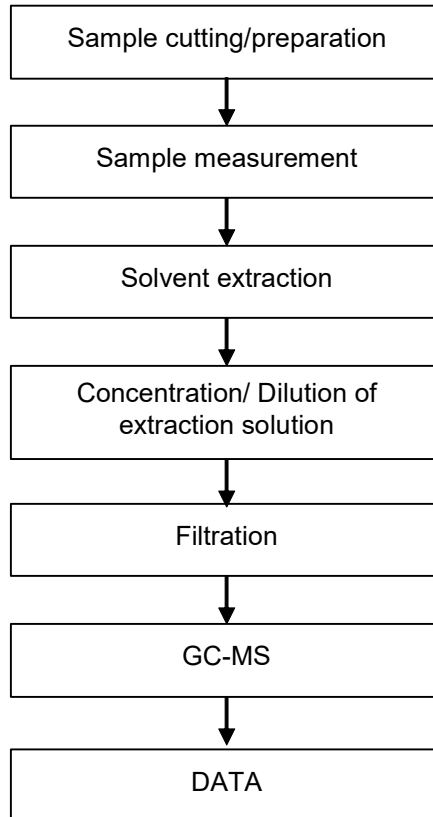 Sample cutting/preparation
Sample measurement
Solvent extraction
Concentration/ Dilution of
extraction solution
Filtration
GC-MS
DATA